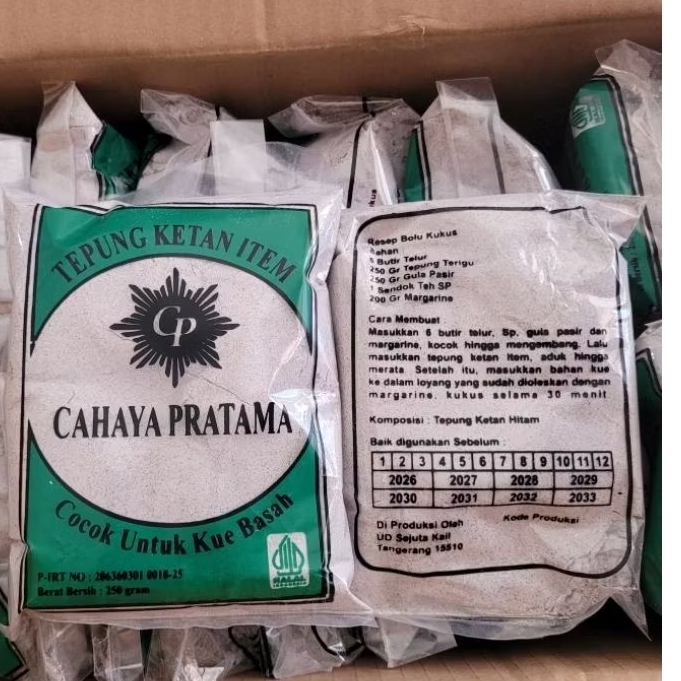 TEPUNG KETAN ITEM
CP
CAHAYA PRATAMA
Cocok Untuk Kue Basah
P-IRT NO : 206360301 0018-25
Berat Bersih : 250 gram
HALAL
INDONESIA
Resep Bolu Kukus
Bahan
6 Butir Telur
250 Gr Tepung Terigu
250 Gr Gula Pasir
1 Sendok Teh SP
200 Gr Margarine
Cara Membuat
Masukkan 6 butir telur, Sp, gula pasir dan
margarine, kocok hingga mengembang. Lalu
masukkan tepung ketan item, aduk hingga
merata. Setelah itu, masukkan bahan kue
ke dalam loyang yang sudah dioleskan dengan
margarine, kukus selama 30 menit
Komposisi : Tepung Ketan Hitam
Baik digunakan Sebelum :
1 2 3 4 5 6 7 8 9 10 11 12
2026 2027 2028 2029
2030 2031 2032 2033
Di Produksi Oleh
Kode Produksi
UD Sejuta Kail
Tangerang 15510